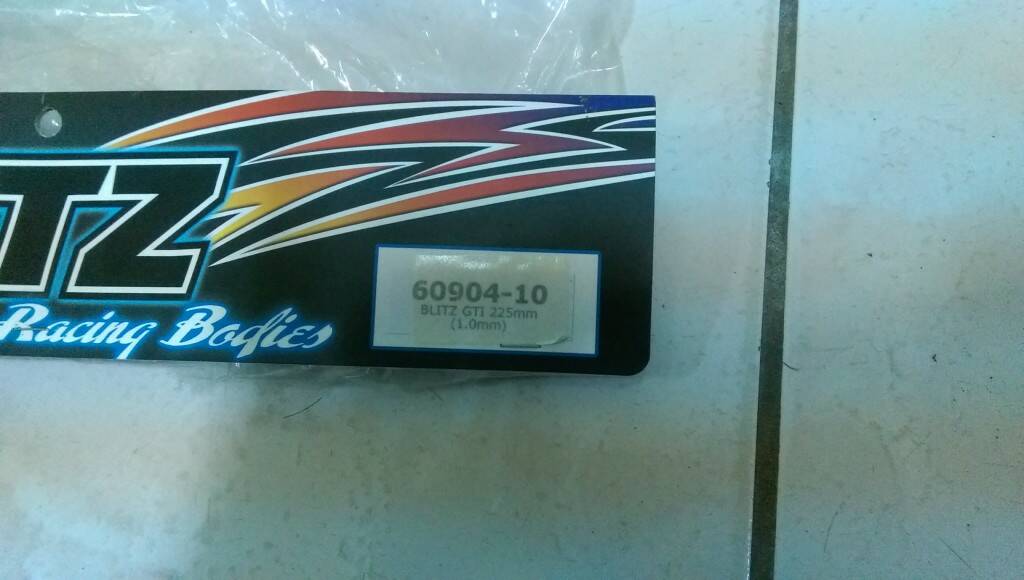 TZ
Racing Bodies
60904-10
BLITZ GTI 225mm
(1.0mm)